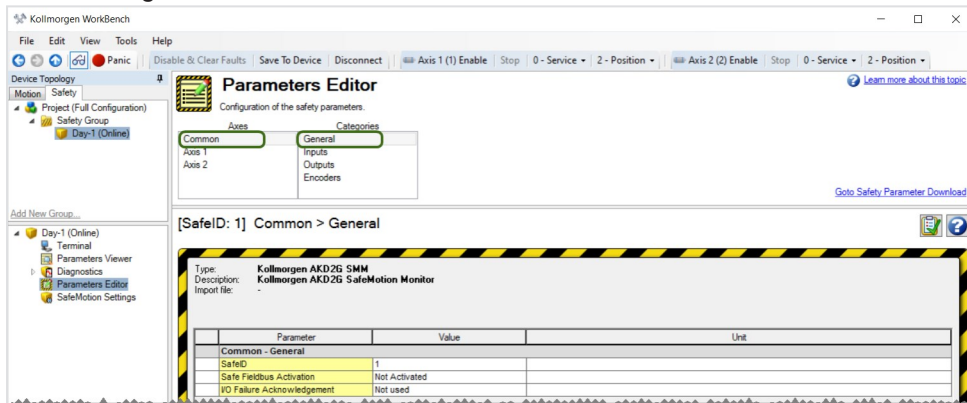 Kollmorgen WorkBench
File Edit View Tools Help
Panic Disable & Clear Faults Save To Device Disconnect Axis 1 (1) Enable Stop 0 - Service 2 - Position Axis 2 (2) Enable Stop 0 - Service 2 - Position
Device Topology
Motion Safety
Project (Full Configuration)
Safety Group
Day-1 (Online)
Add New Group...
Day-1 (Online)
Terminal
Parameters Viewer
Diagnostics
Parameters Editor
SafeMotion Settings
Parameters Editor
Learn more about this topic
Configuration of the safety parameters.
Axes Categories
Common General
Axis 1 Inputs
Axis 2 Outputs
Encoders
Goto Safety Parameter Download
[SafeID: 1] Common > General
Type: Kollmorgen AKD2G SMM
Description: Kollmorgen AKD2G SafeMotion Monitor
Import file: -
Parameter Value Unit
Common - General
SafeID 1
Safe Fieldbus Activation Not Activated
I/O Failure Acknowledgement Not used